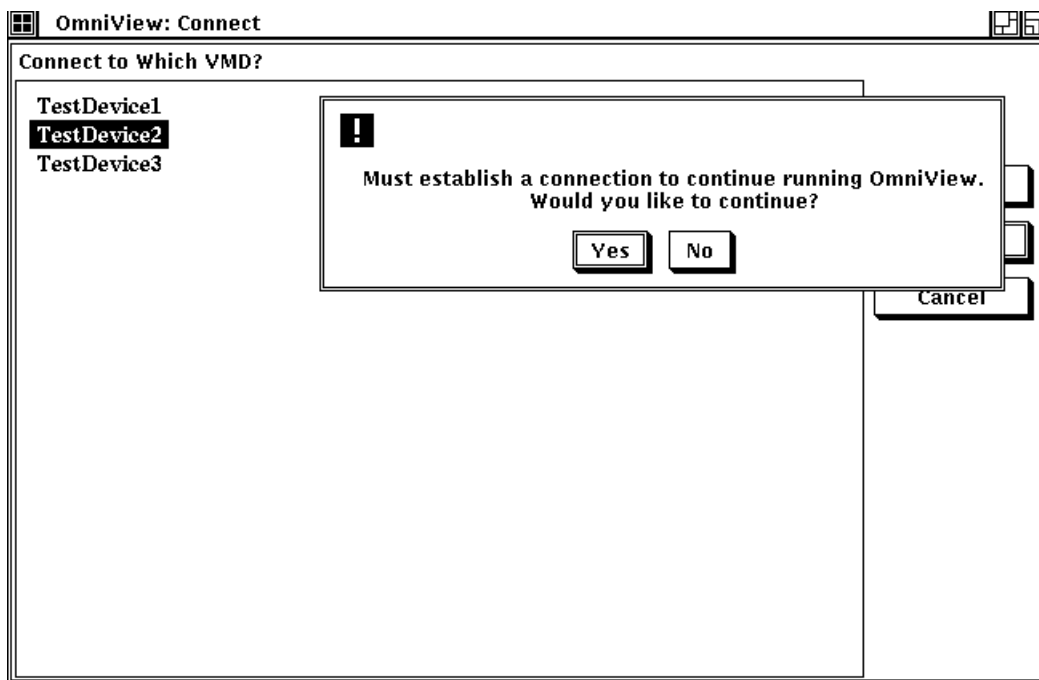 OmniView: Connect
Connect to Which VMD?
TestDevice1
TestDevice2
TestDevice3
!
Must establish a connection to continue running OmniView.
Would you like to continue?
Yes
No
Cancel